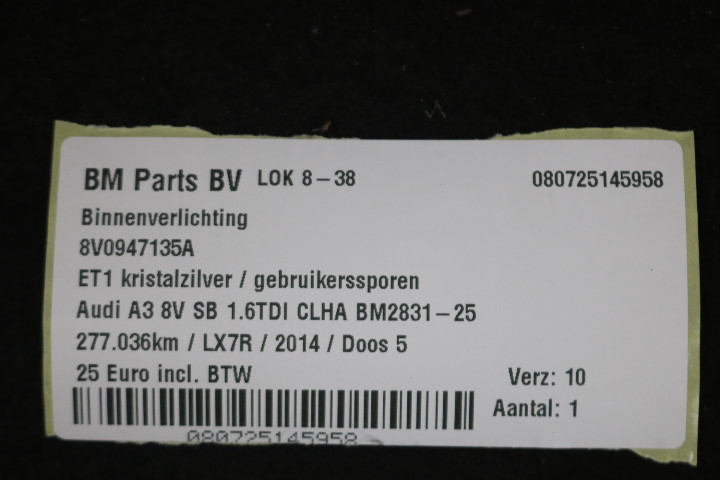 BM Parts BV LOK 8-38 080725145958
Binnenverlichting
8V0947135A
ET1 kristalzilver / gebruikerssporen
Audi A3 8V SB 1.6TDI CLHA BM2831-25
277.036km / LX7R / 2014 / Doos 5
25 Euro incl. BTW Verz: 10
Aantal: 1
080725145958